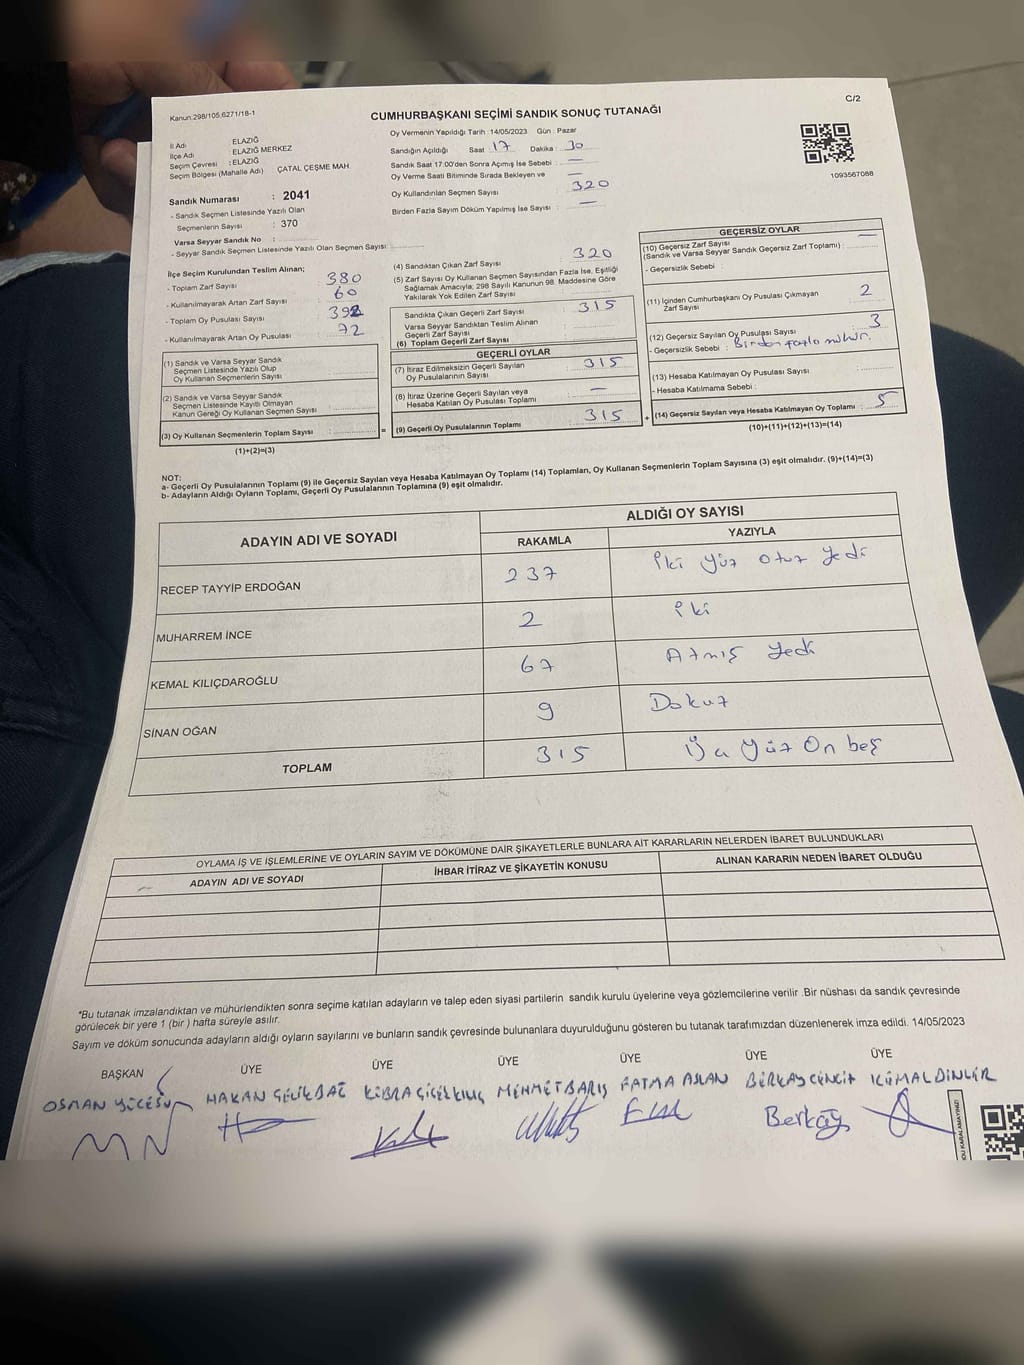 Kanun:298/105;6271/18-1
C/2
CUMHURBAŞKANI SEÇİMİ SANDIK SONUÇ TUTANAĞI
İl Adı : ELAZIĞ
İlçe Adı : ELAZIĞ MERKEZ
Seçim Çevresi : ELAZIĞ
Seçim Bölgesi (Mahalle Adı) ÇATAL ÇEŞME MAH.
Sandık Numarası : 2041
- Sandık Seçmen Listesinde Yazılı Olan
Seçmenlerin Sayısı : 370
Varsa Seyyar Sandık No :
- Seyyar Sandık Seçmen Listesinde Yazılı Olan Seçmen Sayısı:
Oy Vermenin Yapıldığı Tarih :14/05/2023 Gün : Pazar
Sandığın Açıldığı Saat : 17 Dakika : 30
Sandık Saat 17:00'den Sonra Açmış İse Sebebi : —
Oy Verme Saati Bitiminde Sırada Bekleyen ve —
Oy Kullandırılan Seçmen Sayısı 320
Birden Fazla Sayım Döküm Yapılmış İse Sayısı : —
1093567088
İlçe Seçim Kurulundan Teslim Alınan;
- Toplam Zarf Sayısı : 380
- Kullanılmayarak Artan Zarf Sayısı : 60
- Toplam Oy Pusulası Sayısı : 392
- Kullanılmayarak Artan Oy Pusulası : 72
(1) Sandık ve Varsa Seyyar Sandık
Seçmen Listesinde Yazılı Olup
Oy Kullanan Seçmenlerin Sayısı
(2) Sandık ve Varsa Seyyar Sandık
Seçmen Listesinde Kayıtlı Olmayan
Kanun Gereği Oy Kullanan Seçmen Sayısı
(3) Oy Kullanan Seçmenlerin Toplam Sayısı :
(1)+(2)=(3)
=
(4) Sandıktan Çıkan Zarf Sayısı 320
(5) Zarf Sayısı Oy Kullanan Seçmen Sayısından Fazla İse, Eşitliği
Sağlamak Amacıyla; 298 Sayılı Kanunun 98. Maddesine Göre
Yakılarak Yok Edilen Zarf Sayısı
Sandıkta Çıkan Geçerli Zarf Sayısı : 315
Varsa Seyyar Sandıktan Teslim Alınan
Geçerli Zarf Sayısı
(6) Toplam Geçerli Zarf Sayısı
GEÇERLİ OYLAR
(7) İtiraz Edilmeksizin Geçerli Sayılan
Oy Pusulalarının Sayısı : 315
(8) İtiraz Üzerine Geçerli Sayılan veya
Hesaba Katılan Oy Pusulası Toplamı : —
(9) Geçerli Oy Pusulalarının Toplamı : 315
+
GEÇERSİZ OYLAR
(10) Geçersiz Zarf Sayısı —
(Sandık ve Varsa Seyyar Sandık Geçersiz Zarf Toplamı) :
- Geçersizlik Sebebi :
(11) İçinden Cumhurbaşkanı Oy Pusulası Çıkmayan
Zarf Sayısı : 2
(12) Geçersiz Sayılan Oy Pusulası Sayısı : 3
- Geçersizlik Sebebi : Birden fazla mühür.
(13) Hesaba Katılmayan Oy Pusulası Sayısı :
- Hesaba Katılmama Sebebi :
(14) Geçersiz Sayılan veya Hesaba Katılmayan Oy Toplamı : 5
(10)+(11)+(12)+(13)=(14)
NOT:
a- Geçerli Oy Pusulalarının Toplamı (9) ile Geçersiz Sayılan veya Hesaba Katılmayan Oy Toplamı (14) Toplamları, Oy Kullanan Seçmenlerin Toplam Sayısına (3) eşit olmalıdır. (9)+(14)=(3)
b- Adayların Aldığı Oyların Toplamı, Geçerli Oy Pusulalarının Toplamına (9) eşit olmalıdır.
ADAYIN ADI VE SOYADI
ALDIĞI OY SAYISI
RAKAMLA YAZIYLA
RECEP TAYYİP ERDOĞAN 237 İki Yüz otuz Yedi
MUHARREM İNCE 2 İki
KEMAL KILIÇDAROĞLU 67 Atmış Yedi
SİNAN OĞAN 9 Dokuz
TOPLAM 315 Üç Yüz On beş
OYLAMA İŞ VE İŞLEMLERİNE VE OYLARIN SAYIM VE DÖKÜMÜNE DAİR ŞİKAYETLERLE BUNLARA AİT KARARLARIN NELERDEN İBARET BULUNDUKLARI
ADAYIN ADI VE SOYADI İHBAR İTİRAZ VE ŞİKAYETİN KONUSU ALINAN KARARIN NEDEN İBARET OLDUĞU
*Bu tutanak imzalandıktan ve mühürlendikten sonra seçime katılan adayların ve talep eden siyasi partilerin sandık kurulu üyelerine veya gözlemcilerine verilir .Bir nüshası da sandık çevresinde
görülecek bir yere 1 (bir ) hafta süreyle asılır.
Sayım ve döküm sonucunda adayların aldığı oyların sayılarını ve bunların sandık çevresinde bulunanlara duyurulduğunu gösteren bu tutanak tarafımızdan düzenlenerek imza edildi. 14/05/2023
BAŞKAN ÜYE ÜYE ÜYE ÜYE ÜYE ÜYE
OSMAN HAKAN KÜBRA MEHMET BARIŞ FATMA ASLAN BERKAY KEMAL DİNLER
Berkay